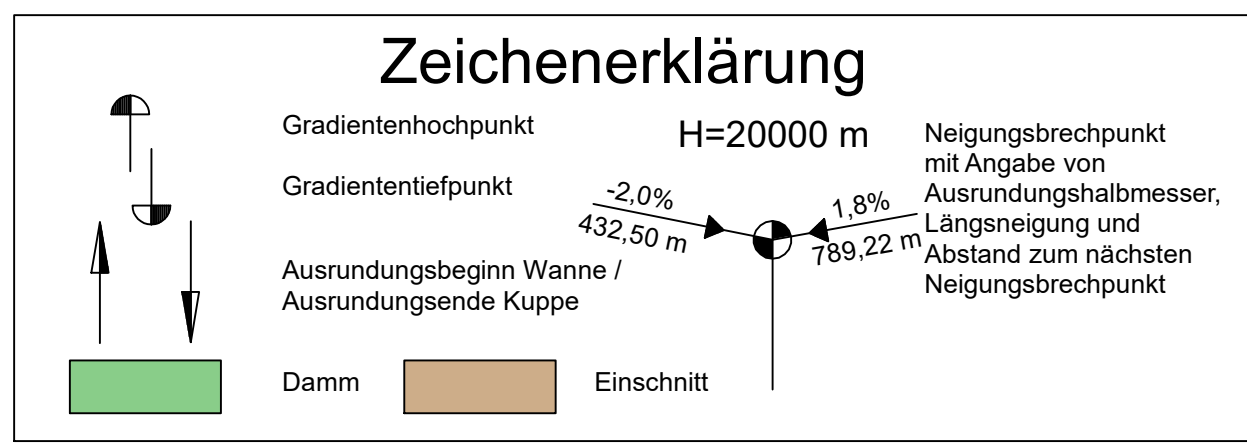 Zeichenerklärung
Gradientenhochpunkt
Gradiententiefpunkt
Ausrundungsbeginn Wanne /
Ausrundungsende Kuppe
Damm
Einschnitt
H=20000 m
-2,0%
432,50 m
1,8%
789,22 m
Neigungsbrechpunkt
mit Angabe von
Ausrundungshalbmesser,
Längsneigung und
Abstand zum nächsten
Neigungsbrechpunkt